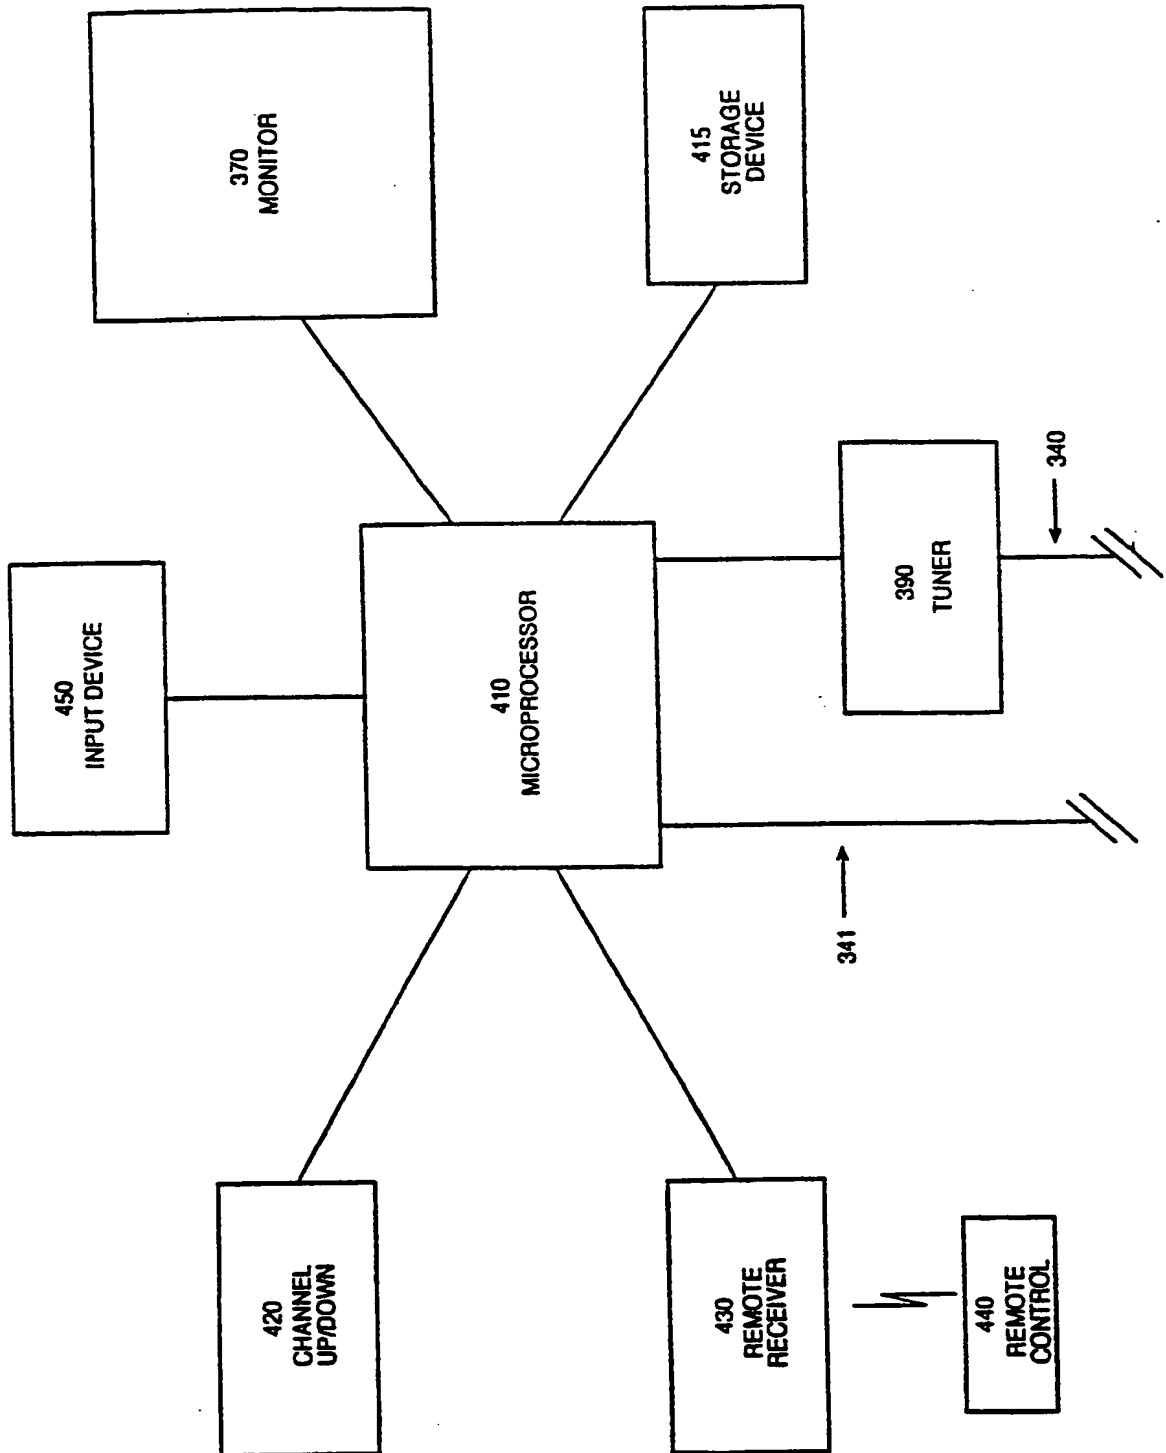 450
INPUT DEVICE
370
MONITOR
420
CHANNEL
UP/DOWN
410
MICROPROCESSOR
415
STORAGE
DEVICE
430
REMOTE
RECEIVER
341
390
TUNER
340
440
REMOTE
CONTROL